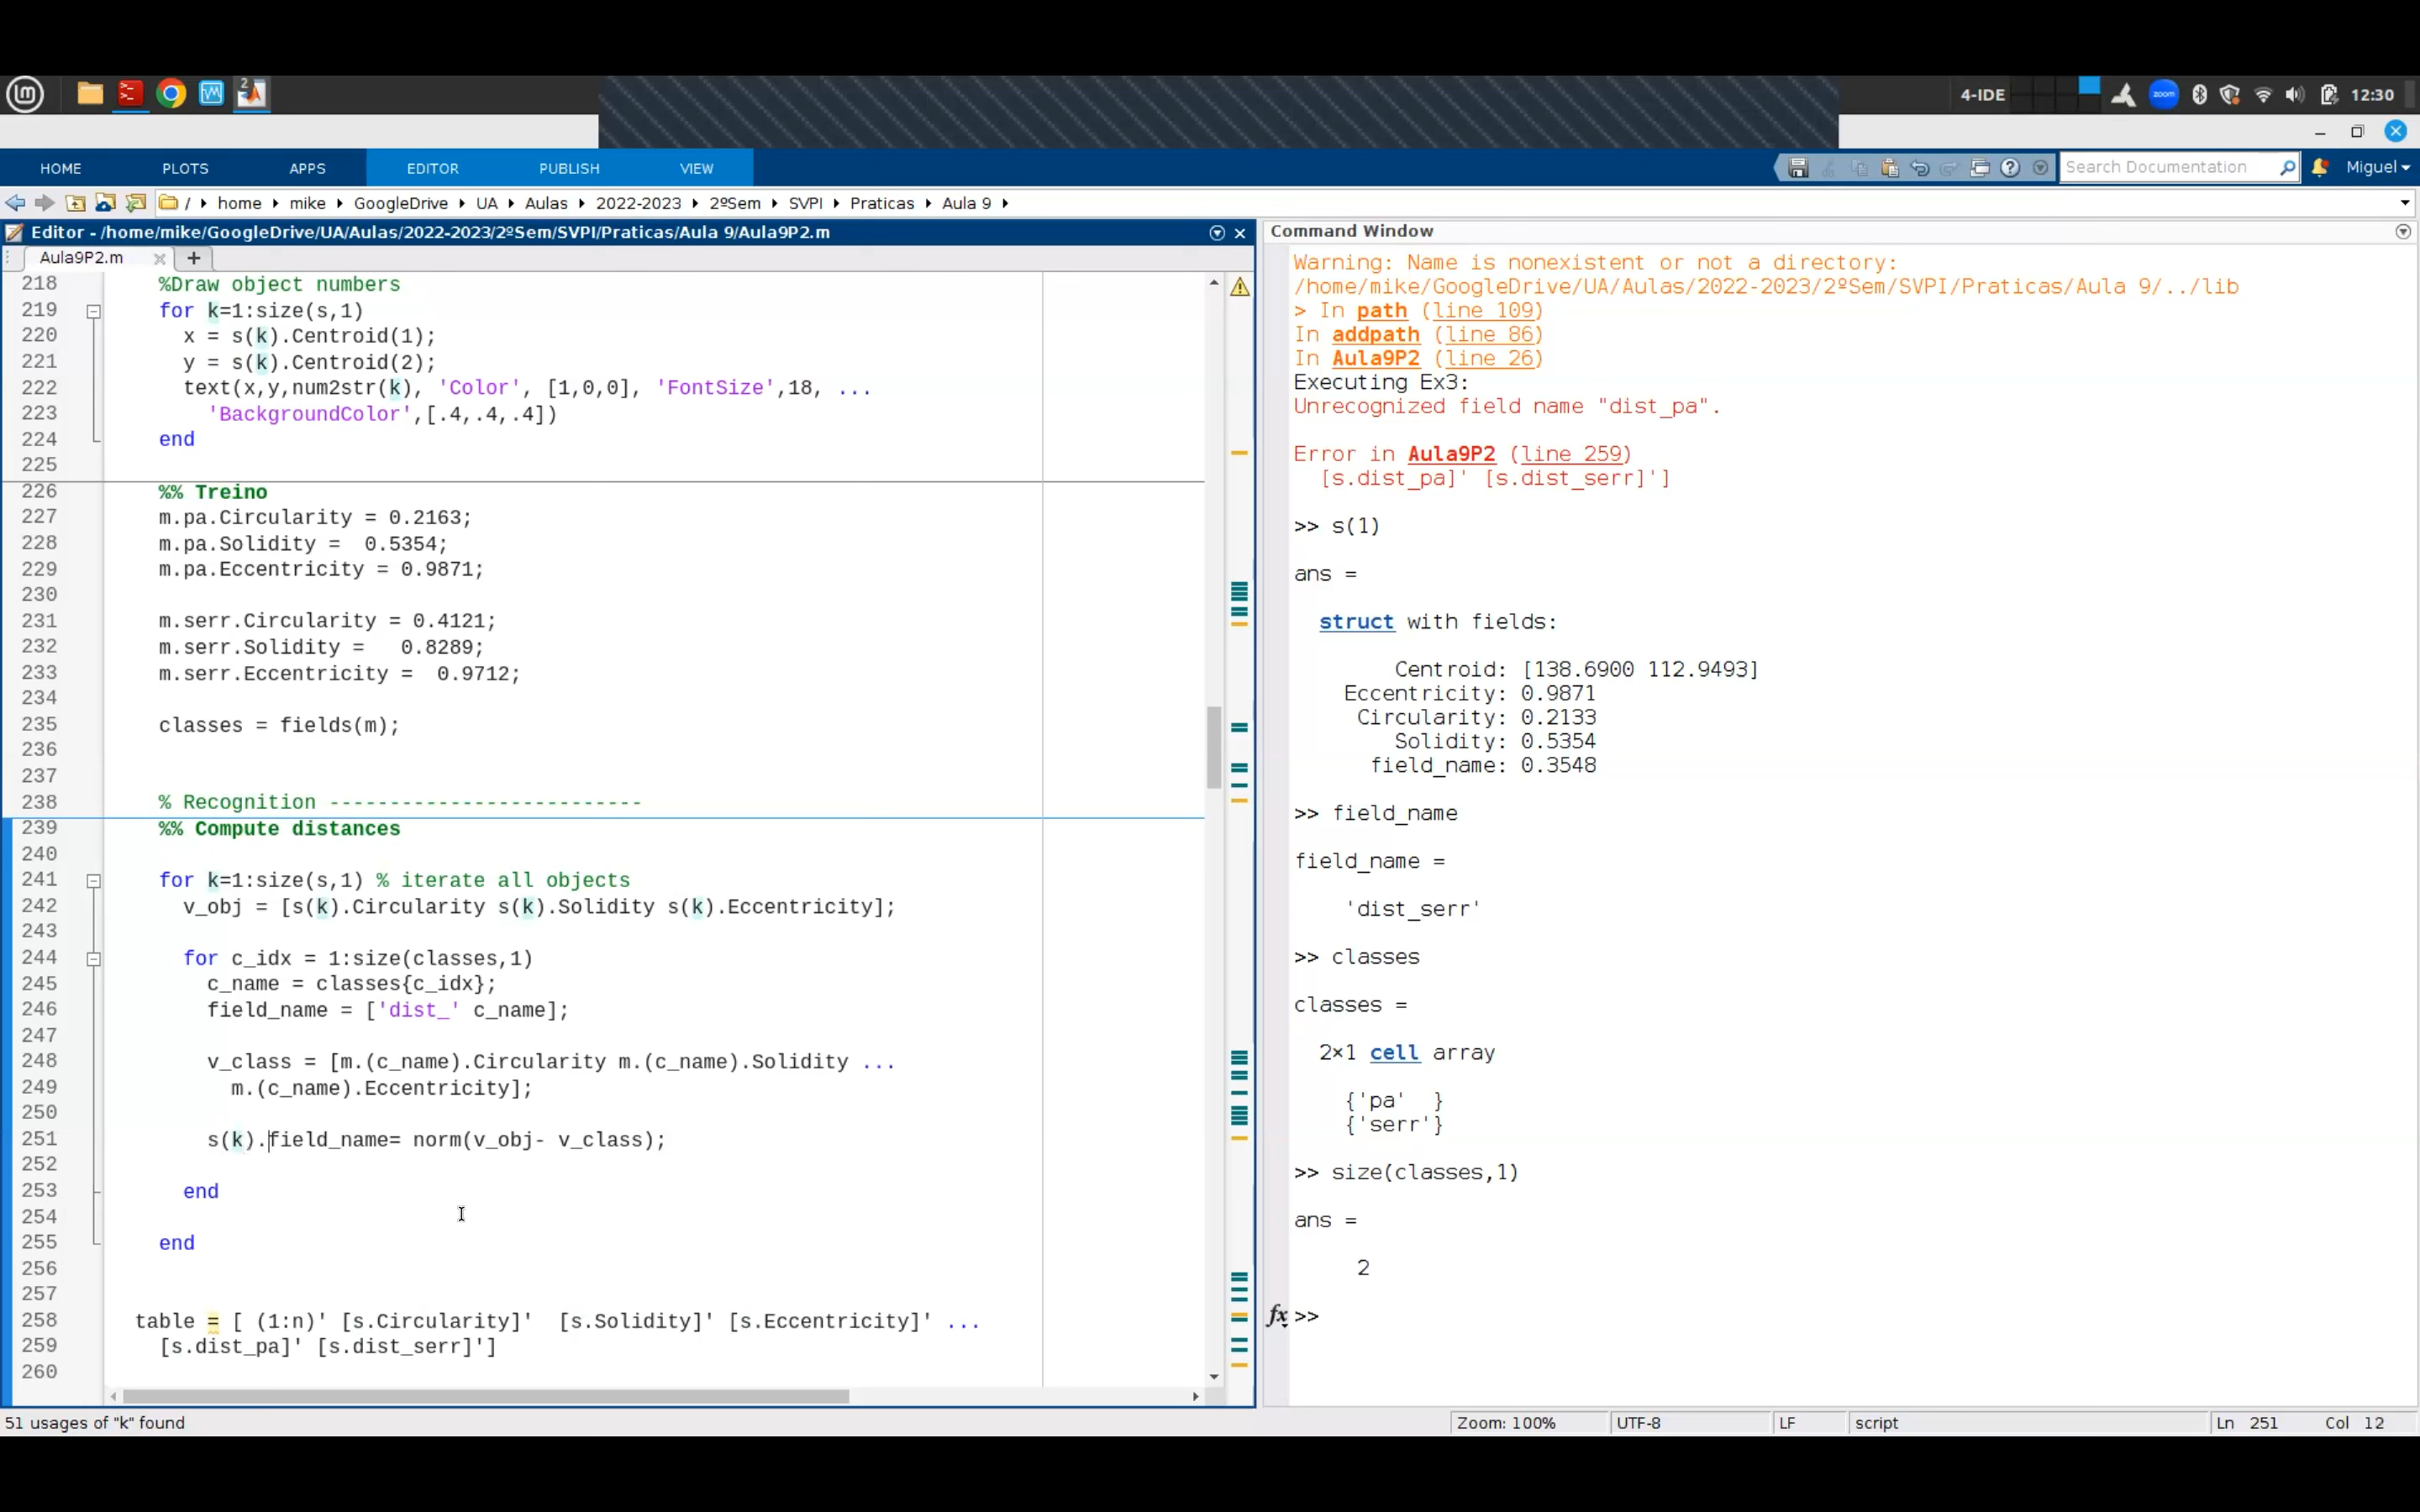 4-IDE
zoom
12:30
HOME PLOTS APPS EDITOR PUBLISH VIEW
Search Documentation
Miguel
/ home mike GoogleDrive UA Aulas 2022-2023 2ºSem SVPI Praticas Aula 9
Editor - /home/mike/GoogleDrive/UA/Aulas/2022-2023/2ºSem/SVPI/Praticas/Aula 9/Aula9P2.m
Aula9P2.m
218 %Draw object numbers
219 for k=1:size(s,1)
220 x = s(k).Centroid(1);
221 y = s(k).Centroid(2);
222 text(x,y,num2str(k), 'Color', [1,0,0], 'FontSize',18, ...
223 'BackgroundColor',[.4,.4,.4])
224 end
225
226 %% Treino
227 m.pa.Circularity = 0.2163;
228 m.pa.Solidity = 0.5354;
229 m.pa.Eccentricity = 0.9871;
230
231 m.serr.Circularity = 0.4121;
232 m.serr.Solidity = 0.8289;
233 m.serr.Eccentricity = 0.9712;
234
235 classes = fields(m);
236
237
238 % Recognition --------------------------
239 %% Compute distances
240
241 for k=1:size(s,1) % iterate all objects
242 v_obj = [s(k).Circularity s(k).Solidity s(k).Eccentricity];
243
244 for c_idx = 1:size(classes,1)
245 c_name = classes{c_idx};
246 field_name = ['dist_' c_name];
247
248 v_class = [m.(c_name).Circularity m.(c_name).Solidity ...
249 m.(c_name).Eccentricity];
250
251 s(k).field_name= norm(v_obj- v_class);
252
253 end
254
255 end
256
257
258 table = [ (1:n)' [s.Circularity]' [s.Solidity]' [s.Eccentricity]' ...
259 [s.dist_pa]' [s.dist_serr]']
260
Command Window
Warning: Name is nonexistent or not a directory:
/home/mike/GoogleDrive/UA/Aulas/2022-2023/2ºSem/SVPI/Praticas/Aula 9/../lib
> In path (line 109)
In addpath (line 86)
In Aula9P2 (line 26)
Executing Ex3:
Unrecognized field name "dist_pa".
Error in Aula9P2 (line 259)
[s.dist_pa]' [s.dist_serr]']
>> s(1)
ans =
struct with fields:
Centroid: [138.6900 112.9493]
Eccentricity: 0.9871
Circularity: 0.2133
Solidity: 0.5354
field_name: 0.3548
>> field_name
field_name =
'dist_serr'
>> classes
classes =
2×1 cell array
{'pa' }
{'serr'}
>> size(classes,1)
ans =
2
fx >>
51 usages of "k" found
Zoom: 100% UTF-8 LF script Ln 251 Col 12